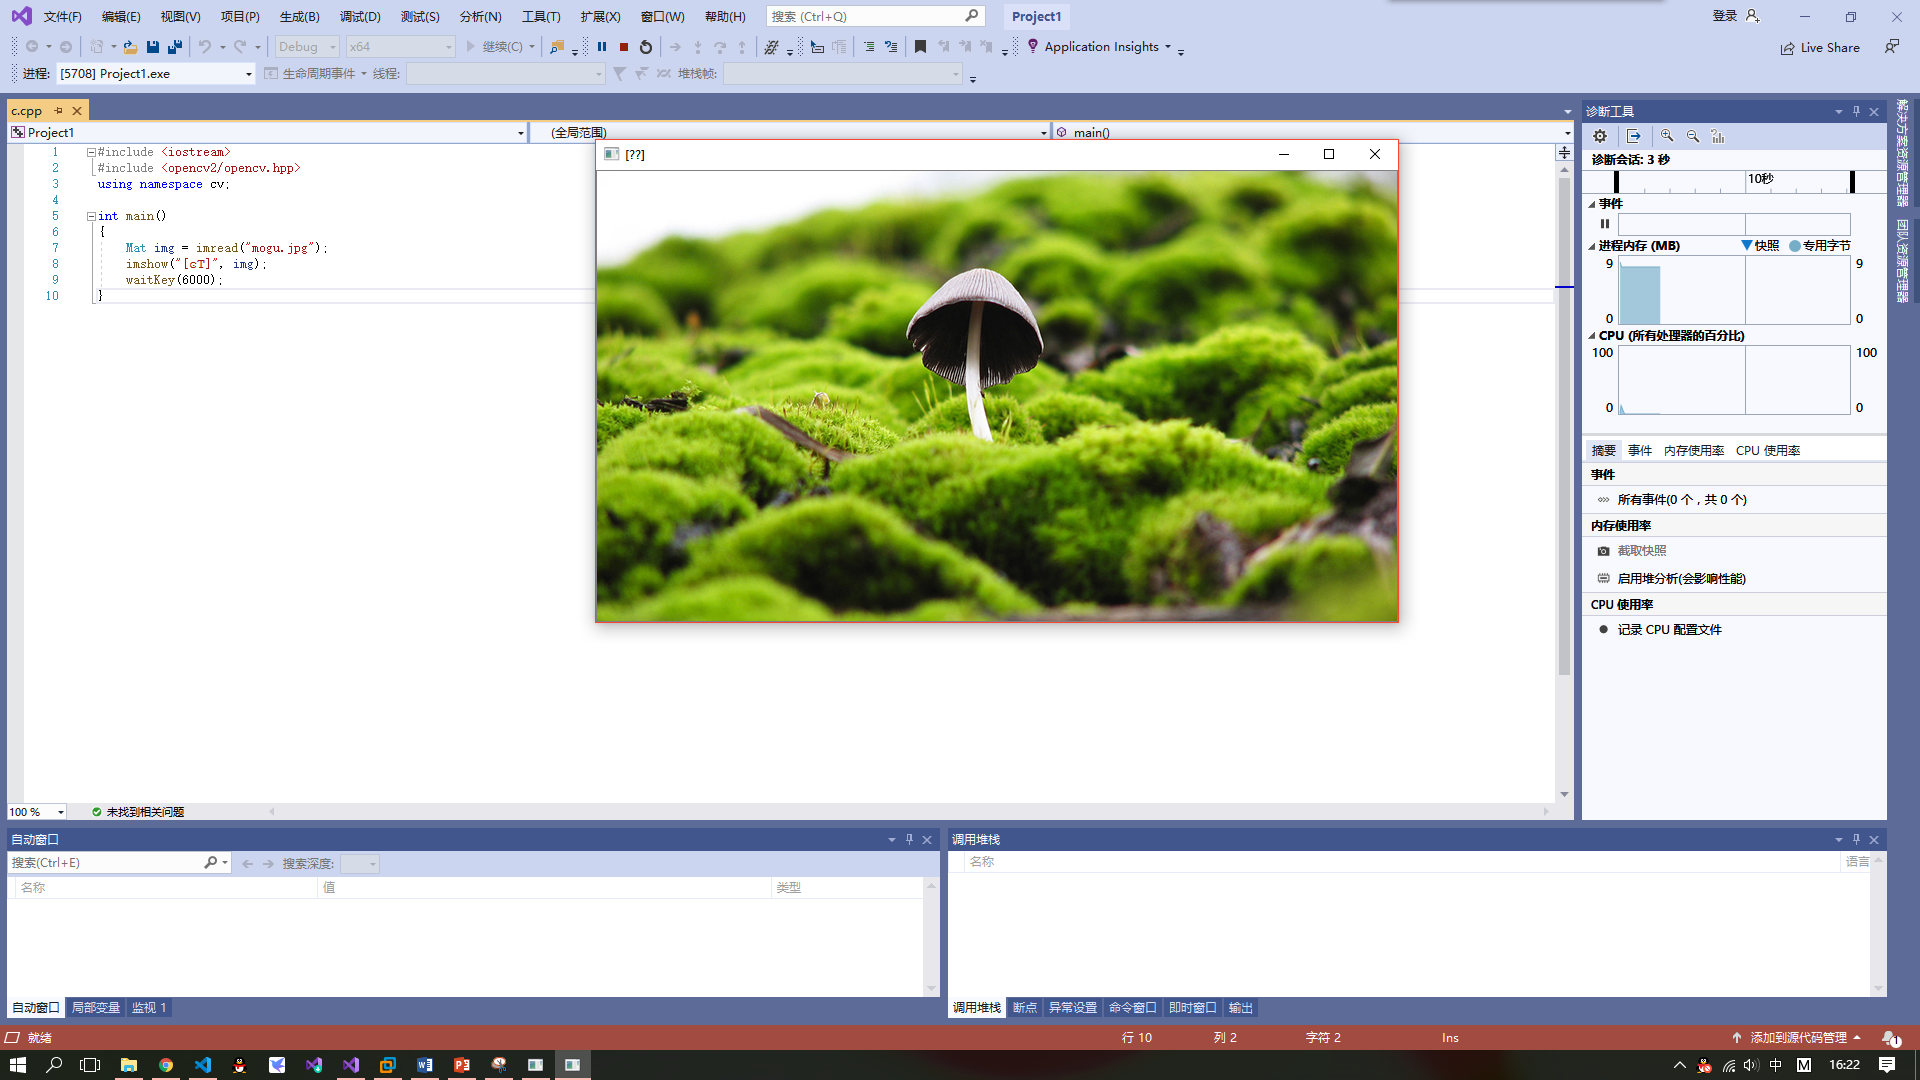 文件(F) 编辑(E) 视图(V) 项目(P) 生成(B) 调试(D) 测试(S) 分析(N) 工具(T) 扩展(X) 窗口(W) 帮助(H) 搜索 (Ctrl+Q) Project1 登录
Debug x64 继续(C) Application Insights Live Share
进程: [5708] Project1.exe 生命周期事件 线程: 堆栈帧:
c.cpp
Project1 (全局范围) main()
[??]
1 #include <iostream>
2 #include <opencv2/opencv.hpp>
3 using namespace cv;
4
5 int main()
6 {
7 Mat img = imread("mogu.jpg");
8 imshow("[ɕT]", img);
9 waitKey(6000);
10 }
100 % 未找到相关问题
诊断工具
诊断会话: 3 秒
10秒
事件
进程内存 (MB) 快照 专用字节
9 9
0 0
CPU (所有处理器的百分比)
100 100
0 0
摘要 事件 内存使用率 CPU 使用率
事件
所有事件(0 个，共 0 个)
内存使用率
截取快照
启用堆分析(会影响性能)
CPU 使用率
记录 CPU 配置文件
解决方案资源管理器
团队资源管理器
自动窗口
搜索(Ctrl+E) 搜索深度:
名称 值 类型
自动窗口 局部变量 监视 1
调用堆栈
名称 语言
调用堆栈 断点 异常设置 命令窗口 即时窗口 输出
就绪 行 10 列 2 字符 2 Ins 添加到源代码管理 1
中 M 16:22